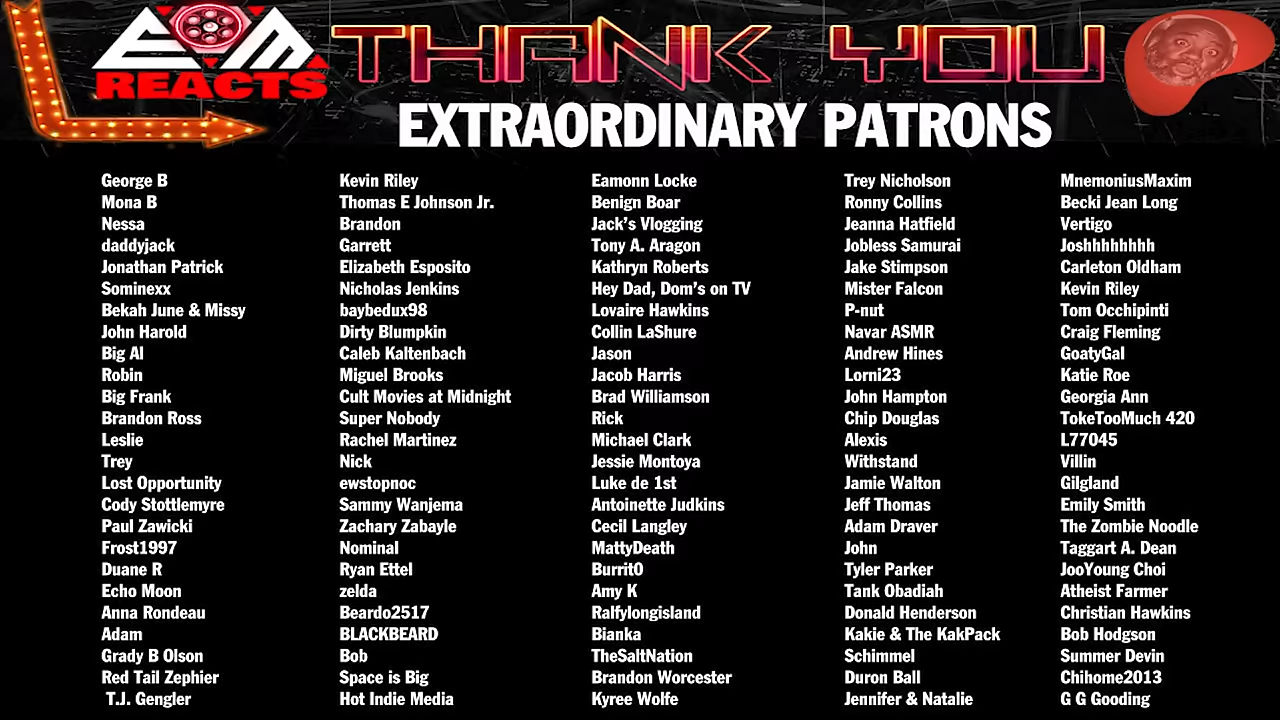 EOM
REACTS
THANK YOU
EXTRAORDINARY PATRONS
George B
Mona B
Nessa
daddyjack
Jonathan Patrick
Sominexx
Bekah June & Missy
John Harold
Big Al
Robin
Big Frank
Brandon Ross
Leslie
Trey
Lost Opportunity
Cody Stottlemyre
Paul Zawicki
Frost1997
Duane R
Echo Moon
Anna Rondeau
Adam
Grady B Olson
Red Tail Zephier
T.J. Gengler
Kevin Riley
Thomas E Johnson Jr.
Brandon
Garrett
Elizabeth Esposito
Nicholas Jenkins
baybedux98
Dirty Blumpkin
Caleb Kaltenbach
Miguel Brooks
Cult Movies at Midnight
Super Nobody
Rachel Martinez
Nick
ewstopnoc
Sammy Wanjema
Zachary Zabayle
Nominal
Ryan Ettel
zelda
Beardo2517
BLACKBEARD
Bob
Space is Big
Hot Indie Media
Eamonn Locke
Benign Boar
Jack's Vlogging
Tony A. Aragon
Kathryn Roberts
Hey Dad, Dom's on TV
Lovaire Hawkins
Collin LaShure
Jason
Jacob Harris
Brad Williamson
Rick
Michael Clark
Jessie Montoya
Luke de 1st
Antoinette Judkins
Cecil Langley
MattyDeath
Burrit0
Amy K
Ralfylongisland
Bianka
TheSaltNation
Brandon Worcester
Kyree Wolfe
Trey Nicholson
Ronny Collins
Jeanna Hatfield
Jobless Samurai
Jake Stimpson
Mister Falcon
P-nut
Navar ASMR
Andrew Hines
Lorni23
John Hampton
Chip Douglas
Alexis
Withstand
Jamie Walton
Jeff Thomas
Adam Draver
John
Tyler Parker
Tank Obadiah
Donald Henderson
Kakie & The KakPack
Schimmel
Duron Ball
Jennifer & Natalie
MnemoniusMaxim
Becki Jean Long
Vertigo
Joshhhhhhhh
Carleton Oldham
Kevin Riley
Tom Occhipinti
Craig Fleming
GoatyGal
Katie Roe
Georgia Ann
TokeTooMuch 420
L77045
Villin
Gilgland
Emily Smith
The Zombie Noodle
Taggart A. Dean
JooYoung Choi
Atheist Farmer
Christian Hawkins
Bob Hodgson
Summer Devin
Chihome2013
G G Gooding